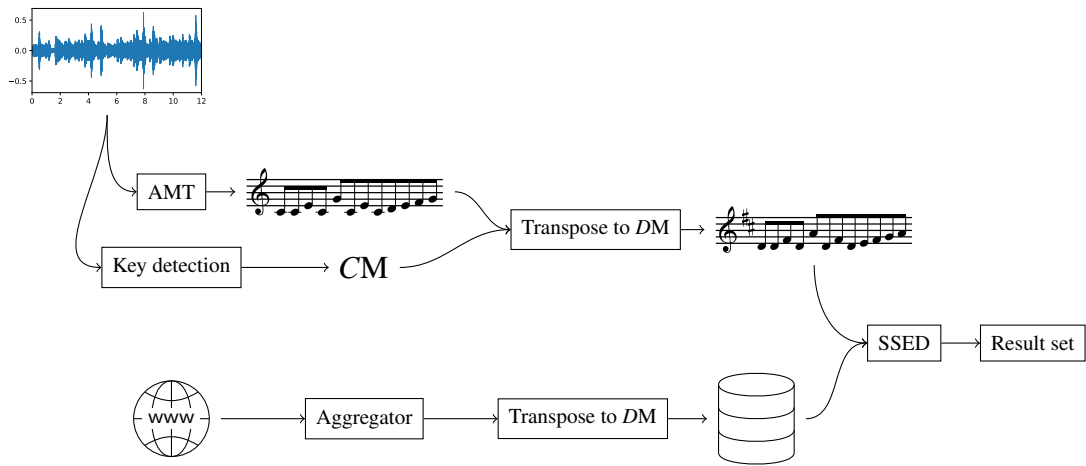 0.5
0.0
−0.5
0 2 4 6 8 10 12
AMT
Transpose to DM
Key detection
CM
SSED
Result set
www
Aggregator
Transpose to DM